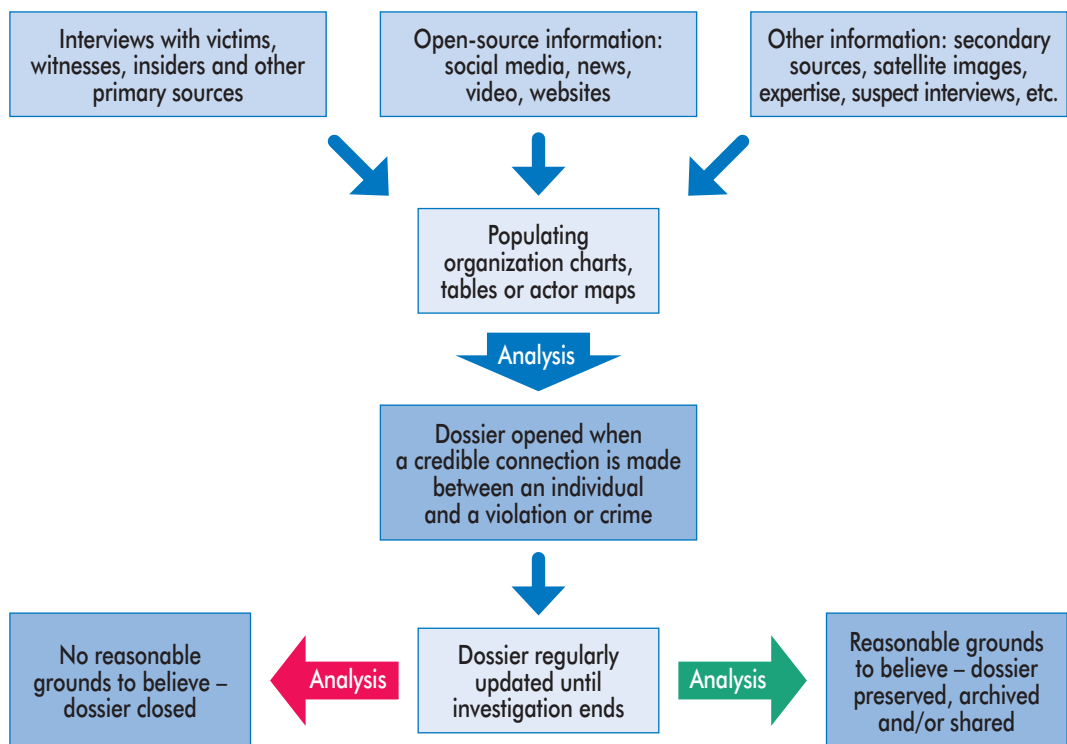 Interviews with victims,
witnesses, insiders and other
primary sources
Open-source information:
social media, news,
video, websites
Other information: secondary
sources, satellite images,
expertise, suspect interviews, etc.
Populating
organization charts,
tables or actor maps
Analysis
Dossier opened when
a credible connection is made
between an individual
and a violation or crime
No reasonable
grounds to believe –
dossier closed
Analysis
Dossier regularly
updated until
investigation ends
Analysis
Reasonable grounds
to believe – dossier
preserved, archived
and/or shared